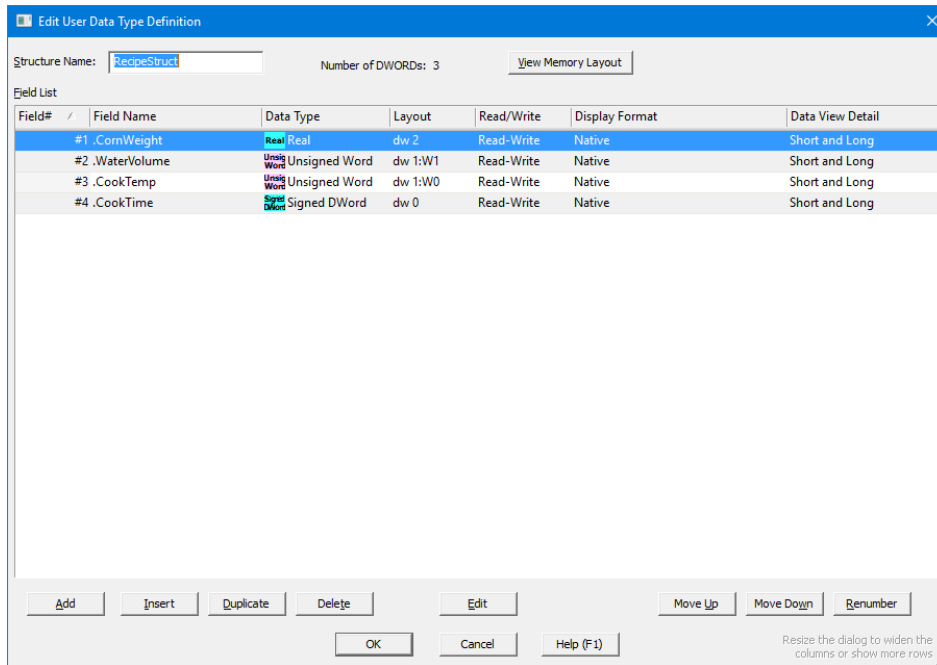 Edit User Data Type Definition
Structure Name: RecipeStruct Number of DWORDs: 3 View Memory Layout
Field List
Field# Field Name Data Type Layout Read/Write Display Format Data View Detail
#1 .CornWeight Real Real dw 2 Read-Write Native Short and Long
#2 .WaterVolume Unsig Word Unsigned Word dw 1:W1 Read-Write Native Short and Long
#3 .CookTemp Unsig Word Unsigned Word dw 1:W0 Read-Write Native Short and Long
#4 .CookTime Signed DWord Signed DWord dw 0 Read-Write Native Short and Long
Add Insert Duplicate Delete Edit Move Up Move Down Renumber
OK Cancel Help (F1) Resize the dialog to widen the
columns or show more rows